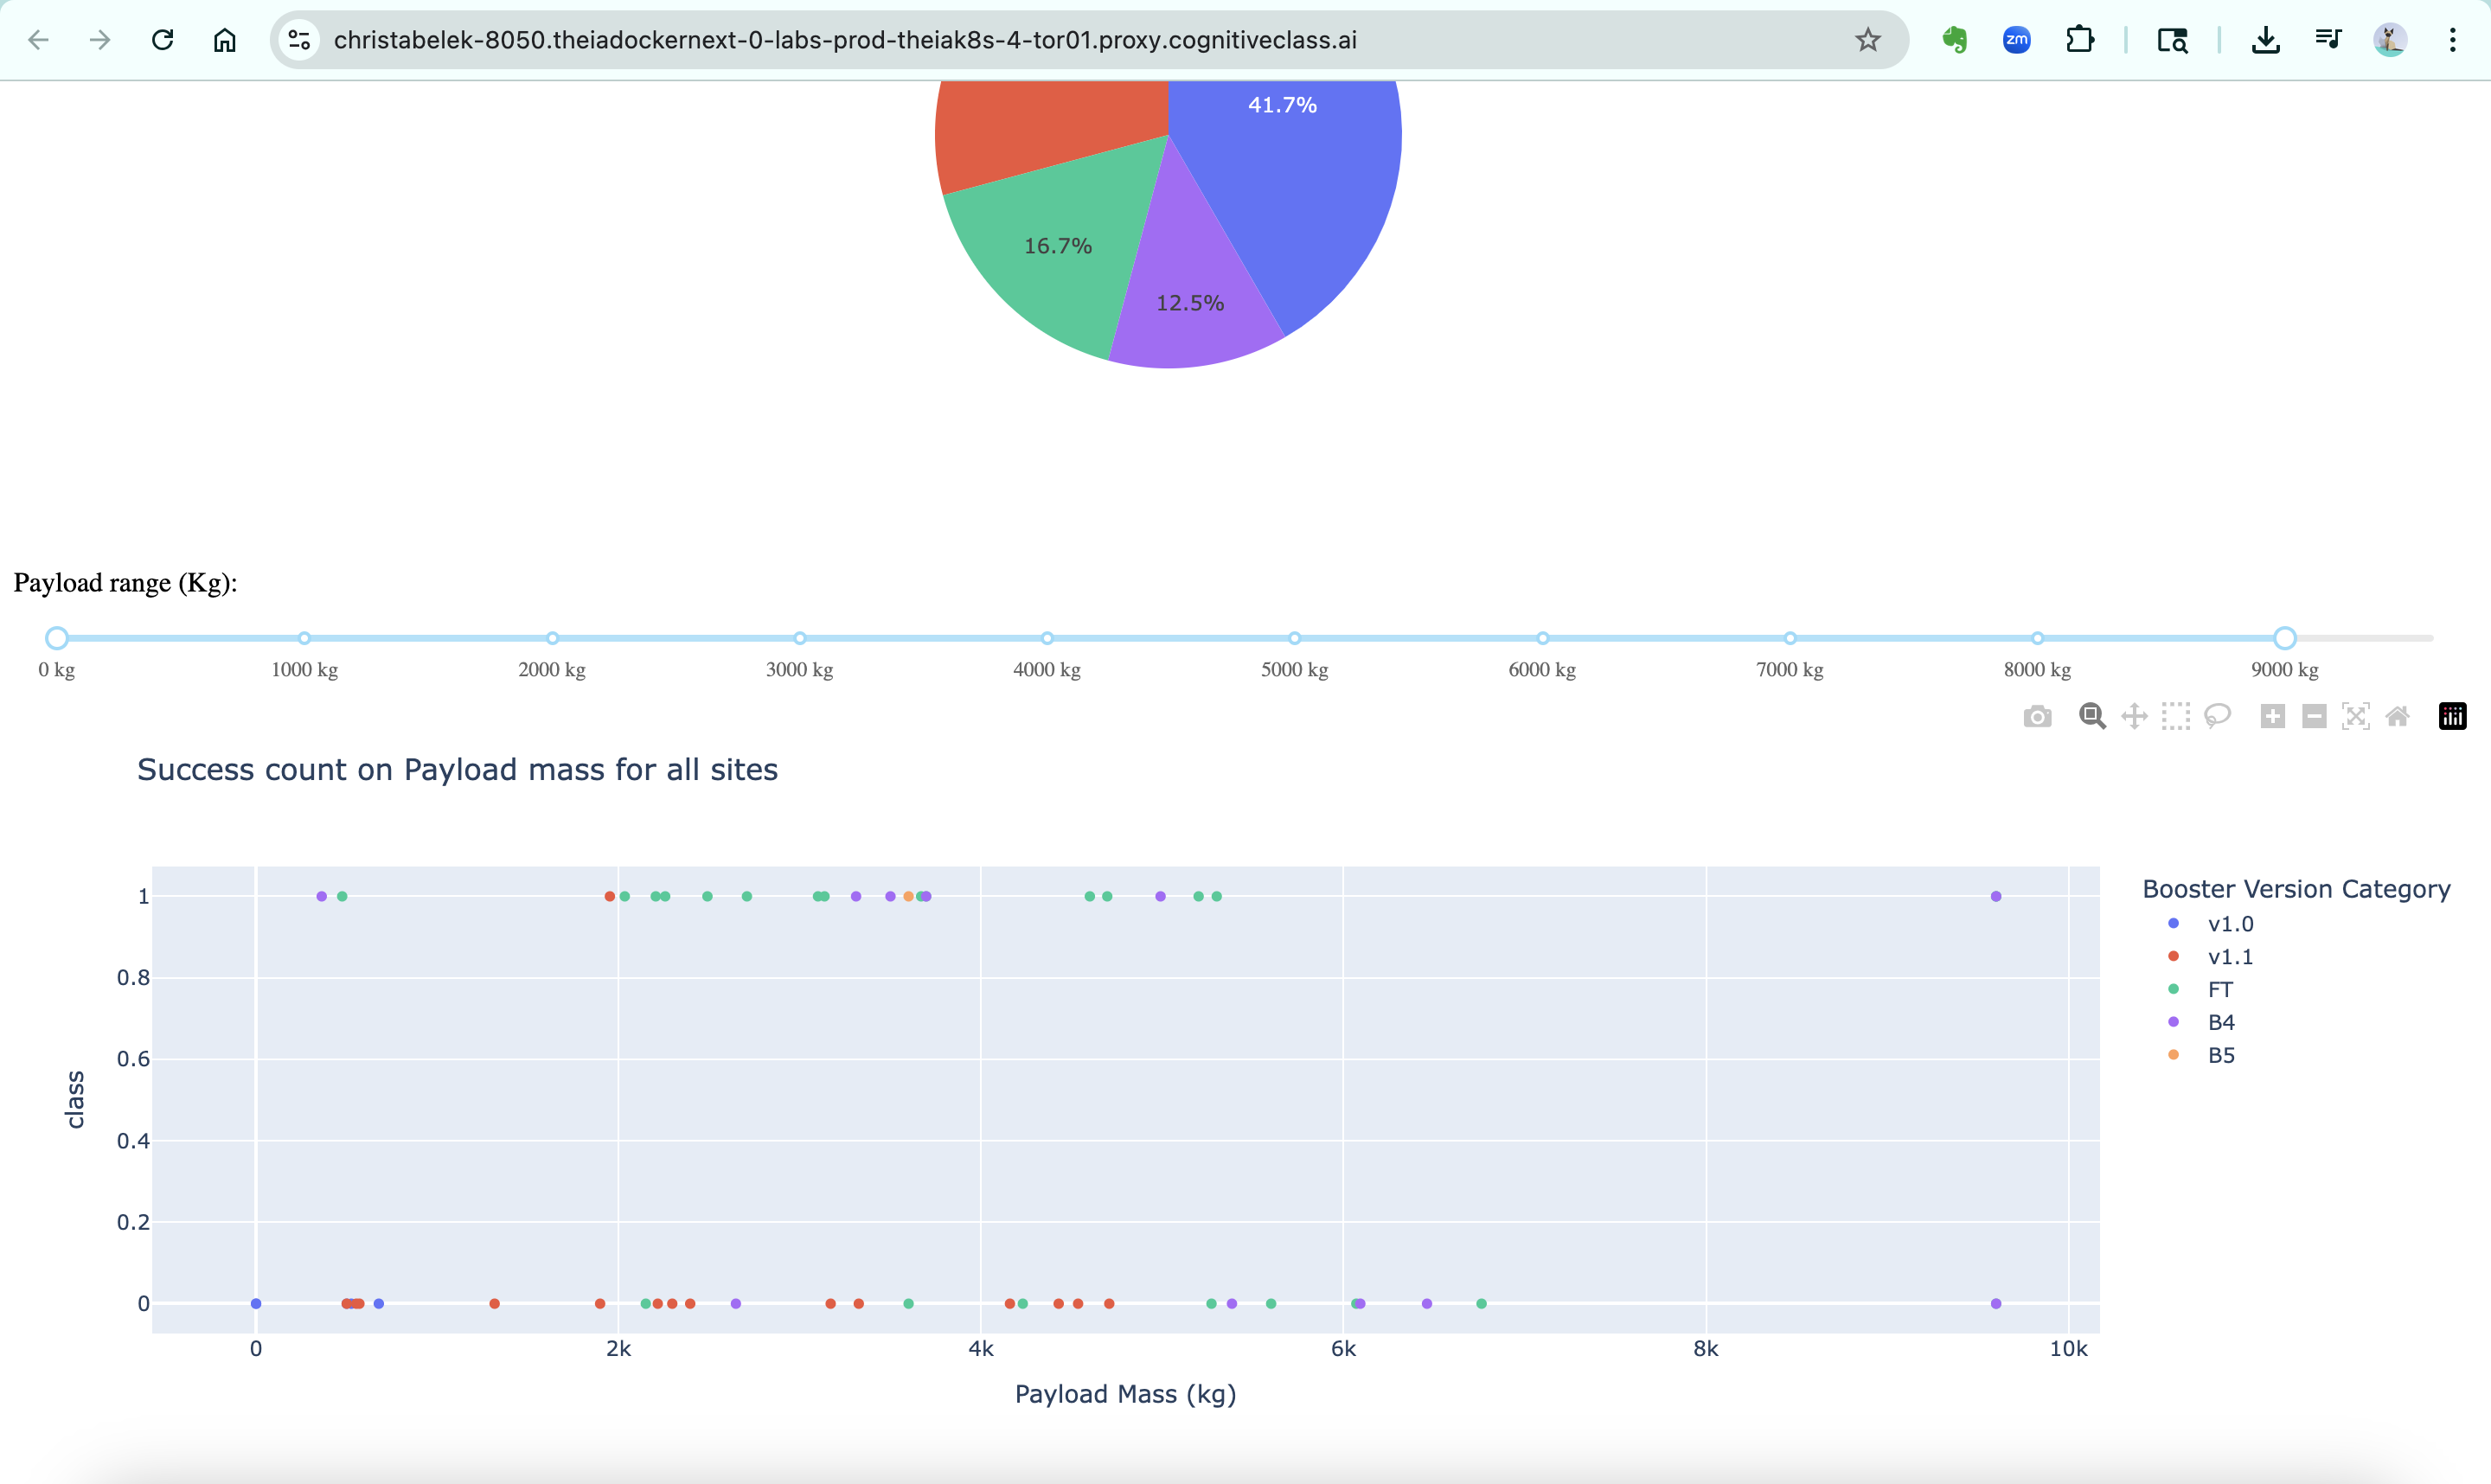 christabelek-8050.theiadockernext-0-labs-prod-theiak8s-4-tor01.proxy.cognitiveclass.ai
zm
41.7%
16.7%
12.5%
Payload range (Kg):
0 kg 1000 kg 2000 kg 3000 kg 4000 kg 5000 kg 6000 kg 7000 kg 8000 kg 9000 kg
Success count on Payload mass for all sites
Booster Version Category
v1.0
v1.1
FT
B4
B5
class
1
0.8
0.6
0.4
0.2
0
0 2k 4k 6k 8k 10k
Payload Mass (kg)